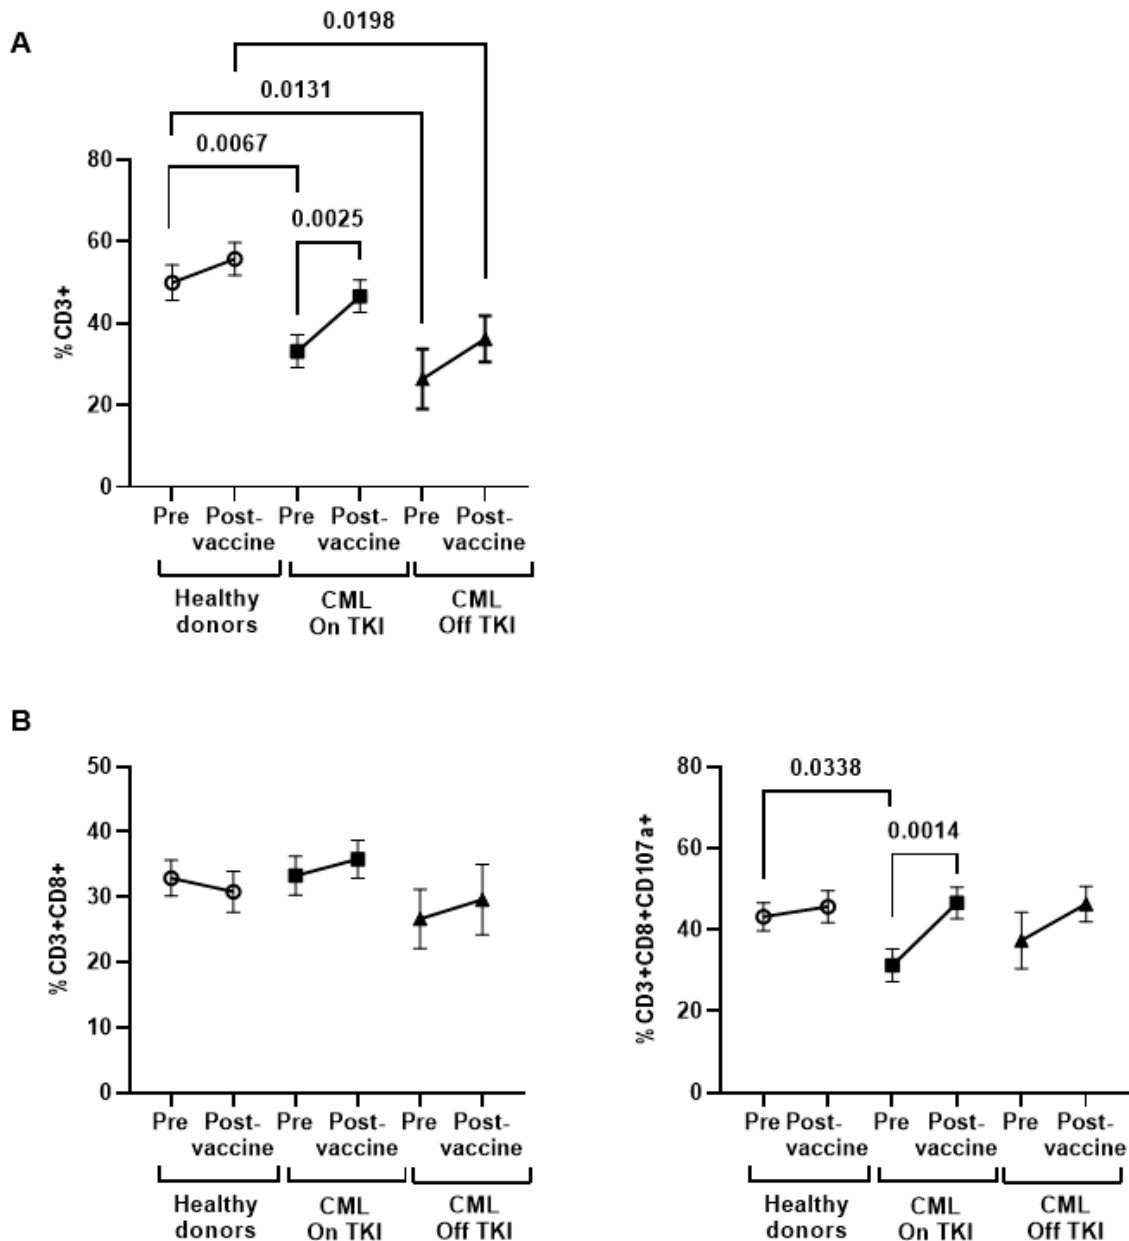 A
0.0198
0.0131
0.0067
0.0025
80
60
40
20
0
% CD3+
Pre Post-vaccine Pre Post-vaccine Pre Post-vaccine
Healthy donors
CML On TKI
CML Off TKI
B
50
40
30
20
10
0
% CD3+CD8+
Pre Post-vaccine Pre Post-vaccine Pre Post-vaccine
Healthy donors
CML On TKI
CML Off TKI
0.0338
0.0014
80
60
40
20
0
% CD3+CD8+CD107a+
Pre Post-vaccine Pre Post-vaccine Pre Post-vaccine
Healthy donors
CML On TKI
CML Off TKI